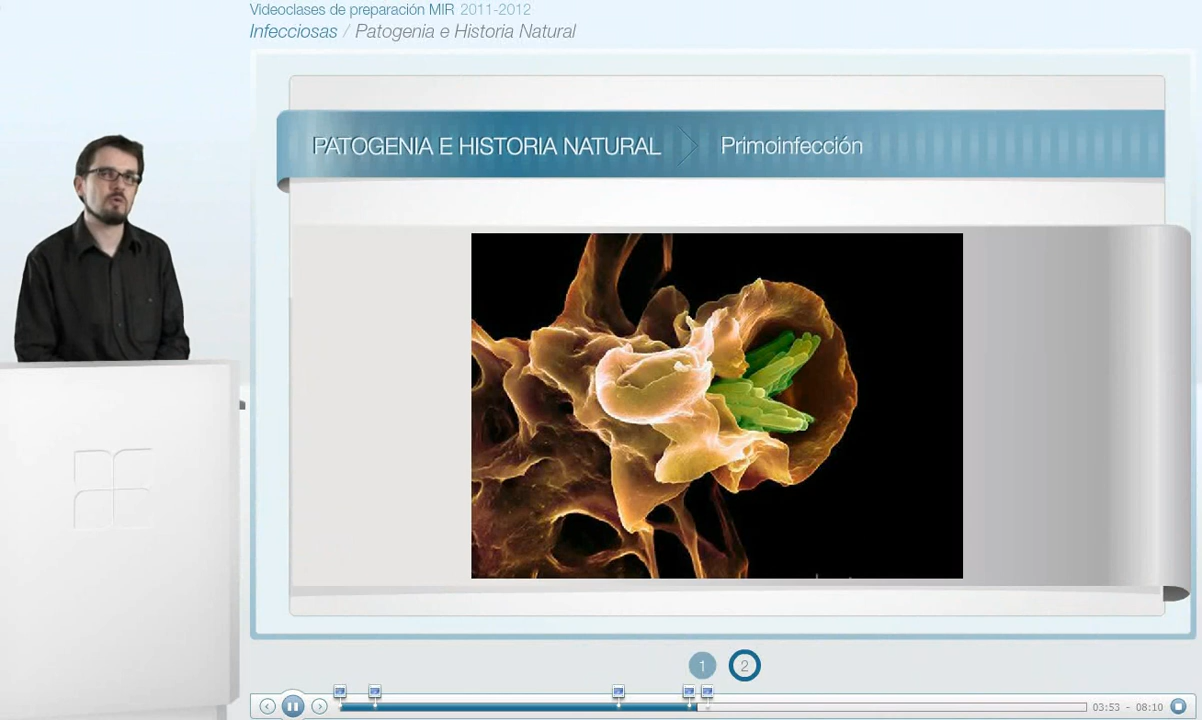 Videoclases de preparación MIR 2011-2012
Infecciosas / Patogenia e Historia Natural
PATOGENIA E HISTORIA NATURAL
Primoinfección
1 2
03:53 - 08:10